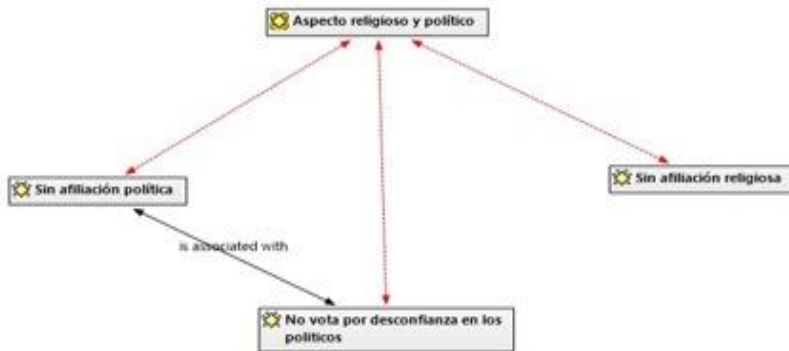 Aspecto religioso y político
Sin afiliación política
Sin afiliación religiosa
is associated with
No vota por desconfianza en los
políticos